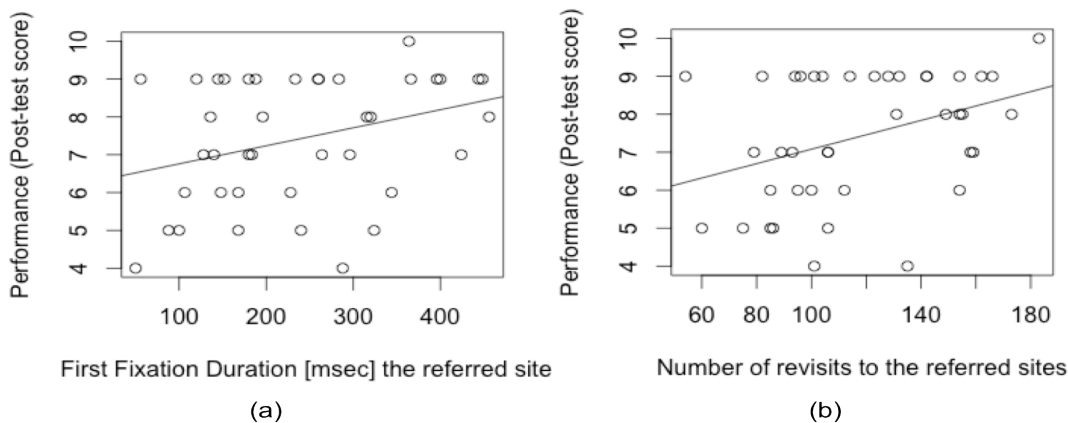 Performance (Post-test score)
10
9
8
7
6
5
4
100 200 300 400
First Fixation Duration [msec] the referred site
(a)
Performance (Post-test score)
10
9
8
7
6
5
4
60 80 100 140 180
Number of revisits to the referred sites
(b)